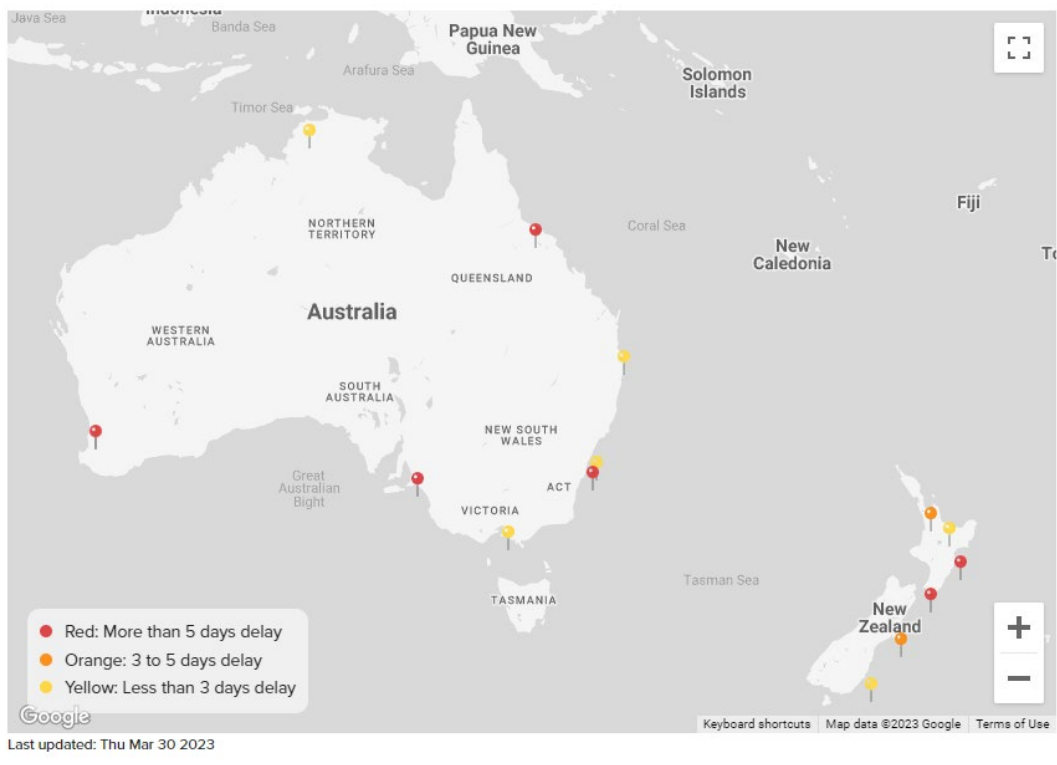 Indonesia
Java Sea
Banda Sea
Papua New
Guinea
Arafura Sea
Solomon
Islands
Timor Sea
Fiji
NORTHERN
TERRITORY
Coral Sea
New
Caledonia
QUEENSLAND
Australia
WESTERN
AUSTRALIA
SOUTH
AUSTRALIA
NEW SOUTH
WALES
Great
Australian
Bight
ACT
VICTORIA
Tasman Sea
TASMANIA
New
Zealand
Red: More than 5 days delay
Orange: 3 to 5 days delay
Yellow: Less than 3 days delay
Google
Keyboard shortcuts
Map data ©2023 Google
Terms of Use
Last updated: Thu Mar 30 2023